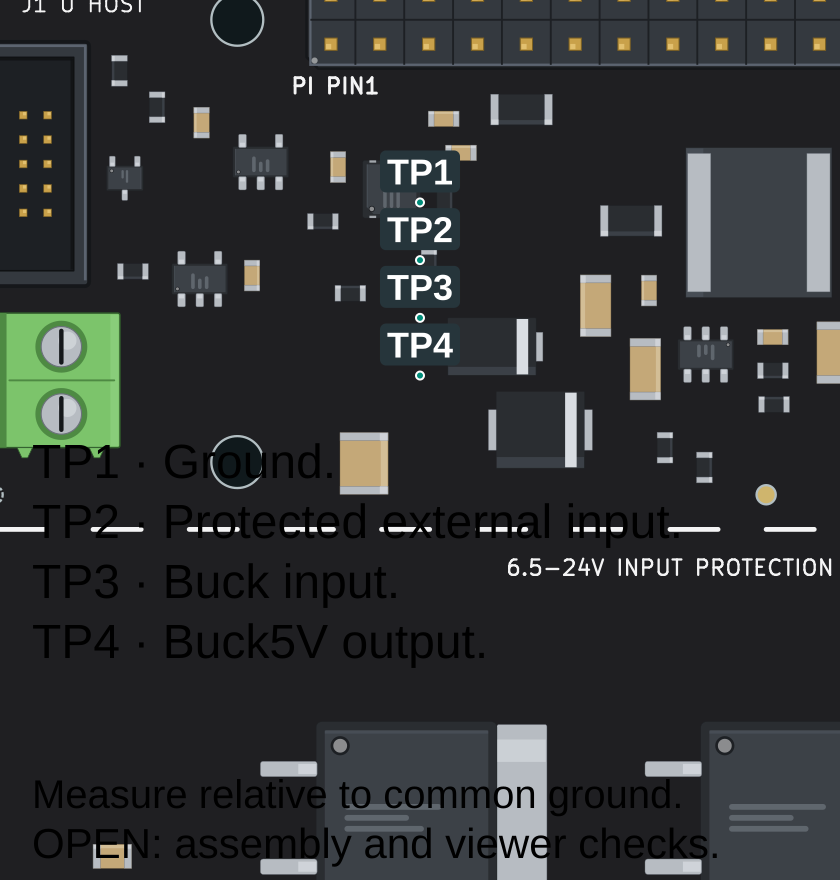 J1 U HOST
PI PIN1
TP1
TP2
TP3
TP4
TP1 · Ground.
TP2 · Protected external input.
6.5–24V INPUT PROTECTION
TP3 · Buck input.
TP4 · Buck5V output.
Measure relative to common ground.
OPEN: assembly and viewer checks.